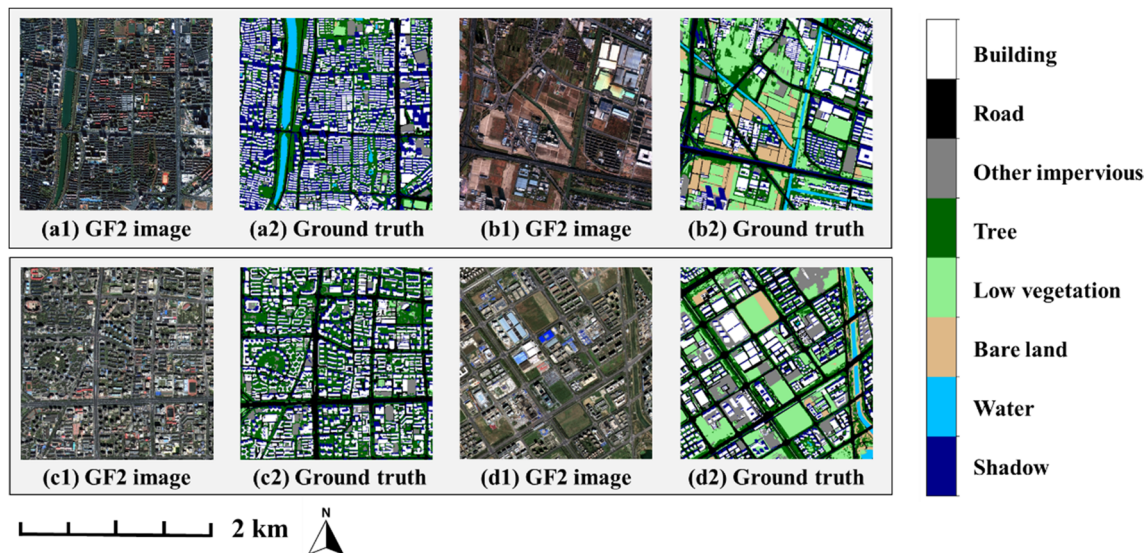 (a1) GF2 image
(a2) Ground truth
(b1) GF2 image
(b2) Ground truth
(c1) GF2 image
(c2) Ground truth
(d1) GF2 image
(d2) Ground truth
Building
Road
Other impervious
Tree
Low vegetation
Bare land
Water
Shadow
2 km
N